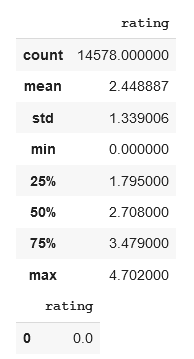 rating
count 14578.000000
mean 2.448887
std 1.339006
min 0.000000
25% 1.795000
50% 2.708000
75% 3.479000
max 4.702000
rating
0 0.0